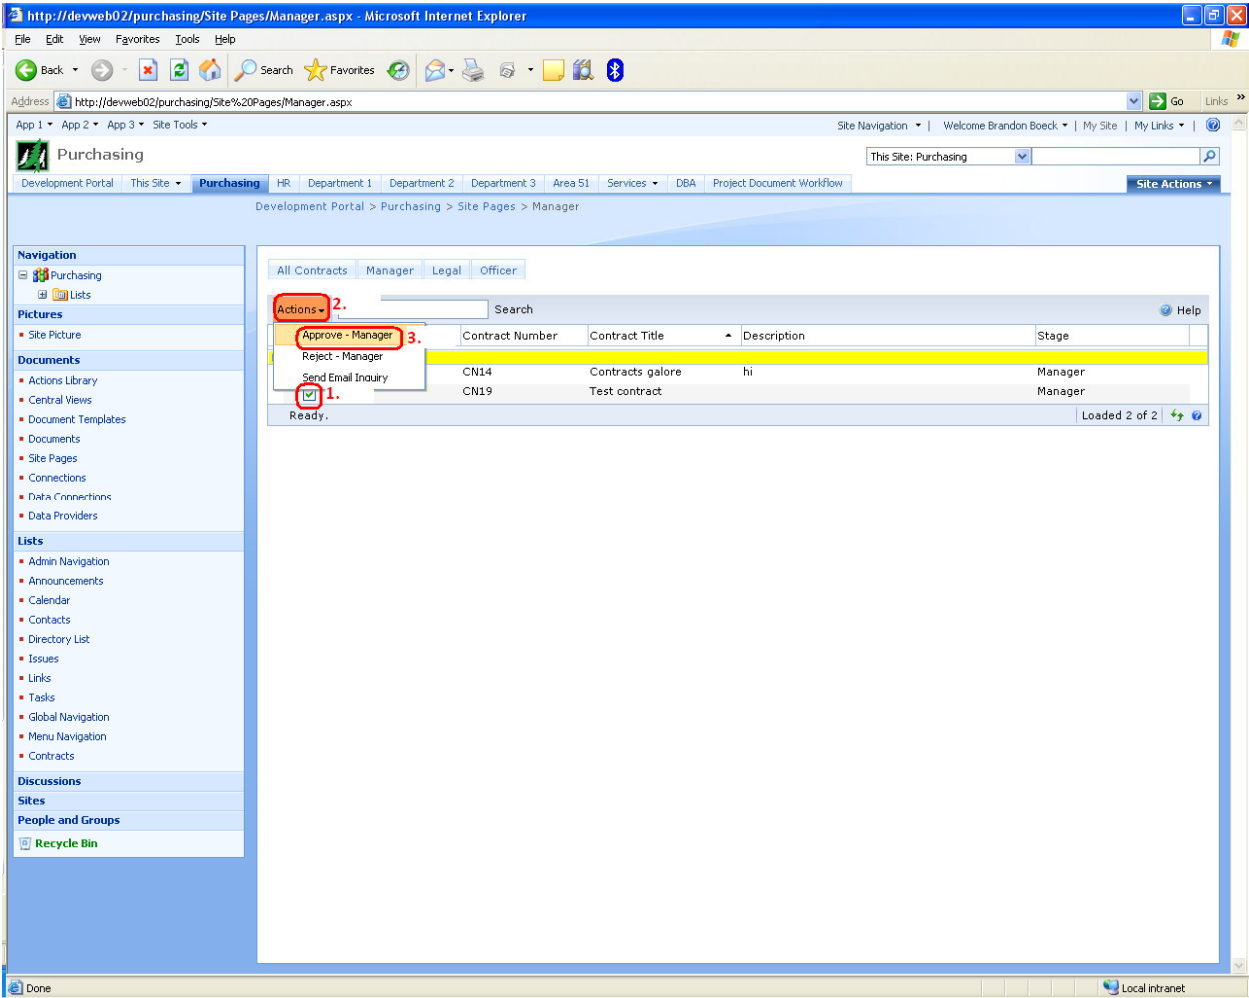 http://devweb02/purchasing/Site Pages/Manager.aspx - Microsoft Internet Explorer
File Edit View Favorites Tools Help
Back Search Favorites
Address http://devweb02/purchasing/Site%20Pages/Manager.aspx Go Links »
App 1 App 2 App 3 Site Tools Site Navigation | Welcome Brandon Boeck | My Site | My Links |
Purchasing This Site: Purchasing
Development Portal This Site Purchasing HR Department 1 Department 2 Department 3 Area 51 Services DBA Project Document Workflow Site Actions
Development Portal > Purchasing > Site Pages > Manager
Navigation
Purchasing
Lists
Pictures
Site Picture
Documents
Actions Library
Central Views
Document Templates
Documents
Site Pages
Connections
Data Connections
Data Providers
Lists
Admin Navigation
Announcements
Calendar
Contacts
Directory List
Issues
Links
Tasks
Global Navigation
Menu Navigation
Contracts
Discussions
Sites
People and Groups
Recycle Bin
All Contracts Manager Legal Officer
Actions 2. Search Help
Approve - Manager 3. Contract Number Contract Title Description Stage
Reject - Manager
Send Email Inquiry
CN14 Contracts galore hi Manager
1. CN19 Test contract Manager
Ready. Loaded 2 of 2
Done Local intranet